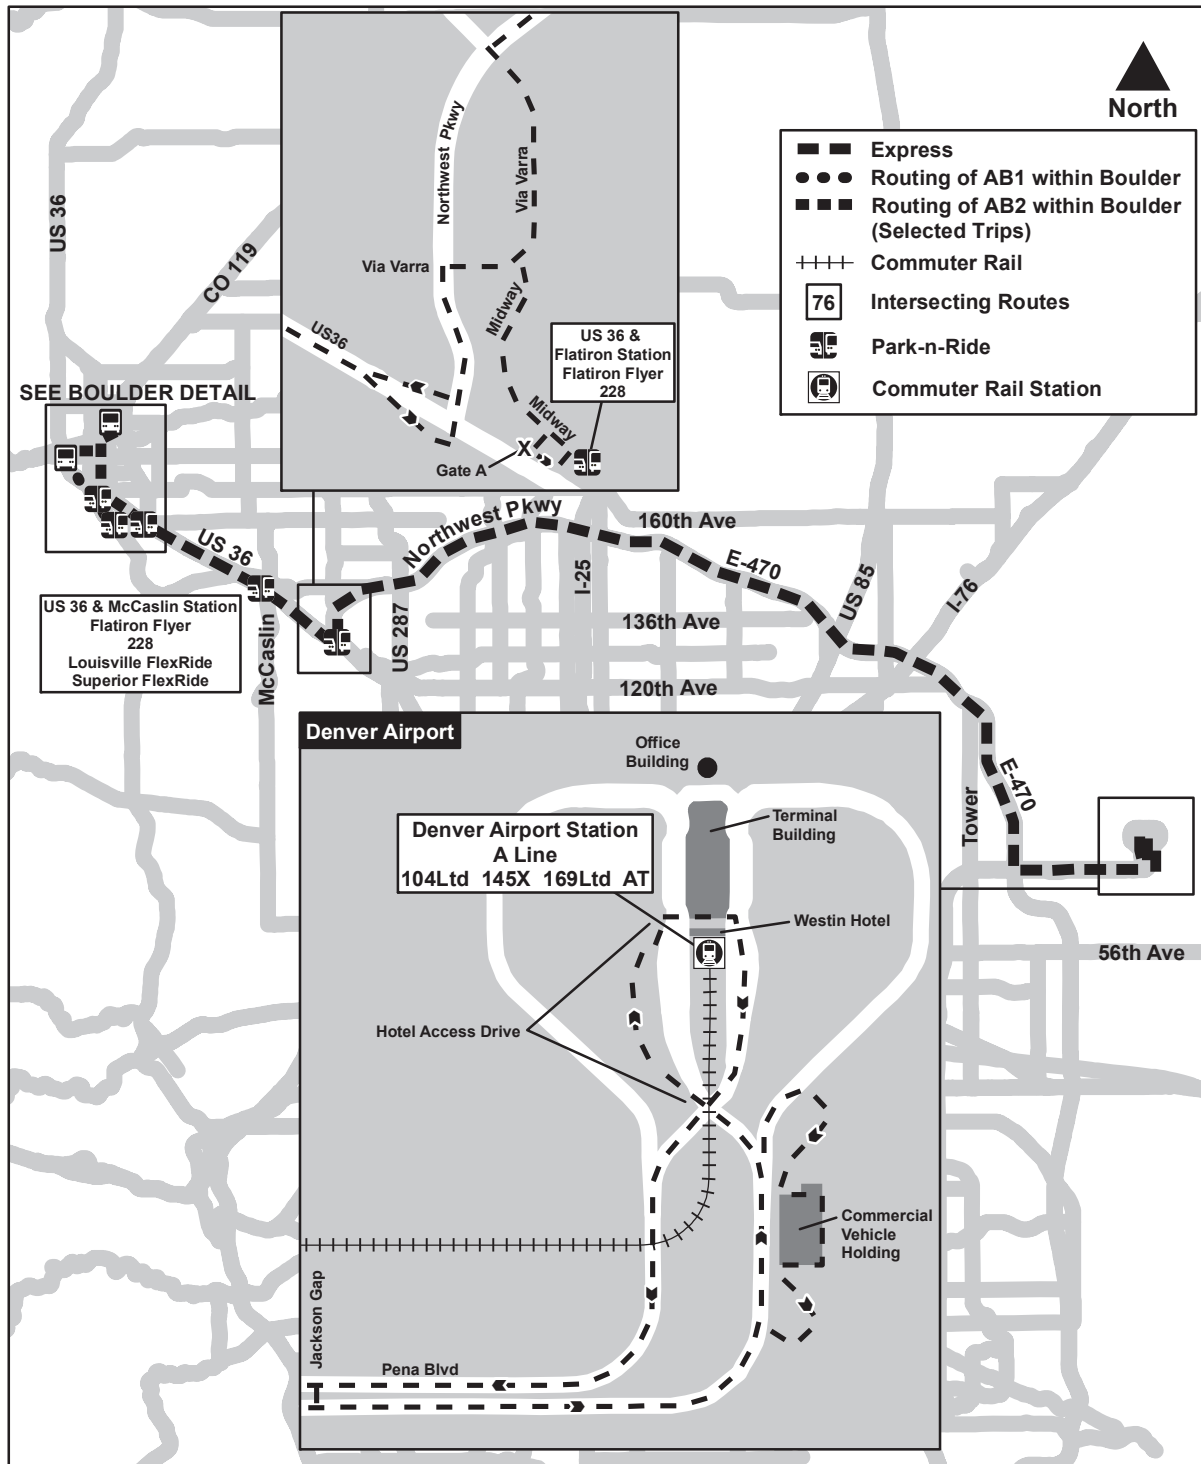 North
Express
Routing of AB1 within Boulder
Routing of AB2 within Boulder
(Selected Trips)
Commuter Rail
76
Intersecting Routes
Park-n-Ride
Commuter Rail Station
Northwest Pkwy
Via Varra
Via Varra
Midway
US36
US 36 &
Flatiron Station
Flatiron Flyer
228
Midway
X
Gate A
US 36
CO 119
SEE BOULDER DETAIL
US 36
Northwest Pkwy
160th Ave
E-470
I-25
US 85
I-76
136th Ave
US 287
120th Ave
McCaslin
US 36 & McCaslin Station
Flatiron Flyer
228
Louisville FlexRide
Superior FlexRide
E-470
Tower
56th Ave
Denver Airport
Office
Building
Terminal
Building
Denver Airport Station
A Line
104Ltd 145X 169Ltd AT
Westin Hotel
Hotel Access Drive
Commercial
Vehicle
Holding
Jackson Gap
Pena Blvd